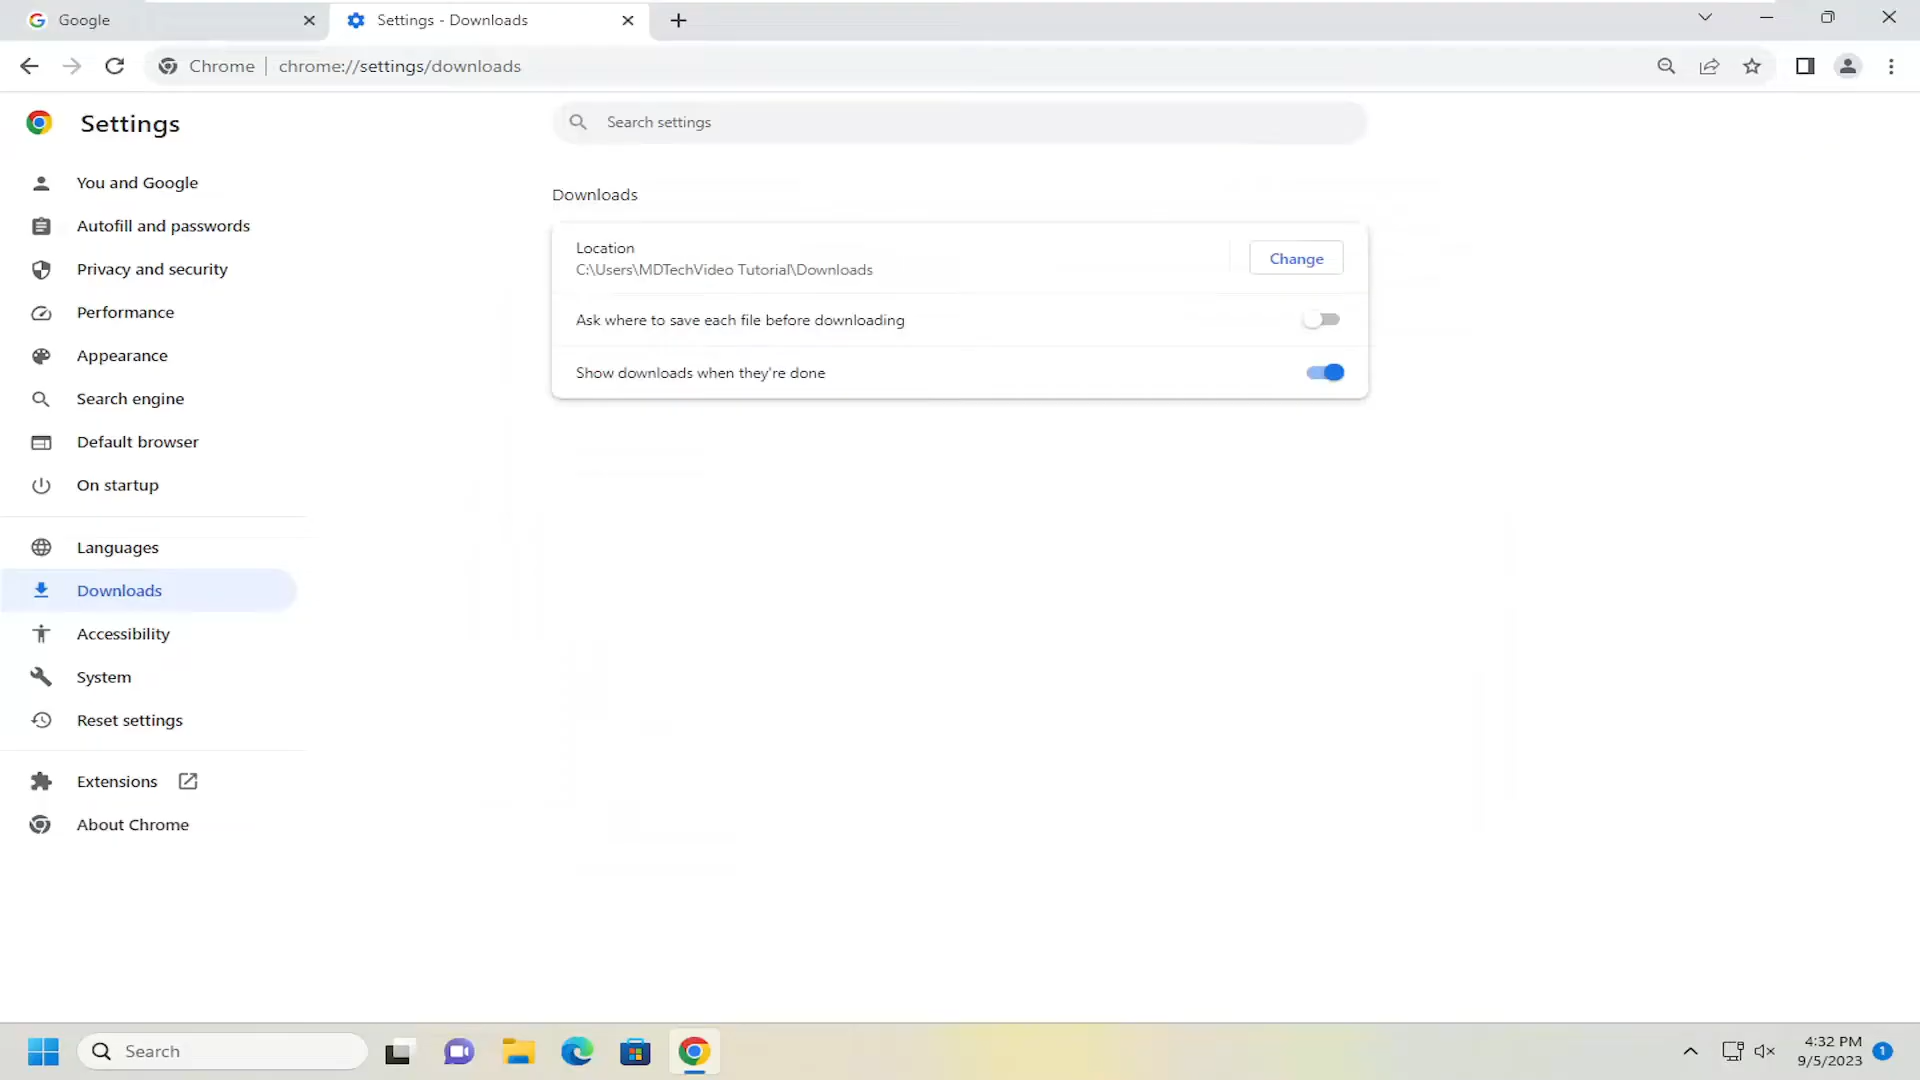 Google
Settings - Downloads
Chrome
chrome://settings/downloads
Settings
Search settings
You and Google
Autofill and passwords
Privacy and security
Performance
Appearance
Search engine
Default browser
On startup
Languages
Downloads
Accessibility
System
Reset settings
Extensions
About Chrome
Downloads
Location
C:\Users\MDTechVideo Tutorial\Downloads
Change
Ask where to save each file before downloading
Show downloads when they're done
Search
4:32 PM
9/5/2023
1